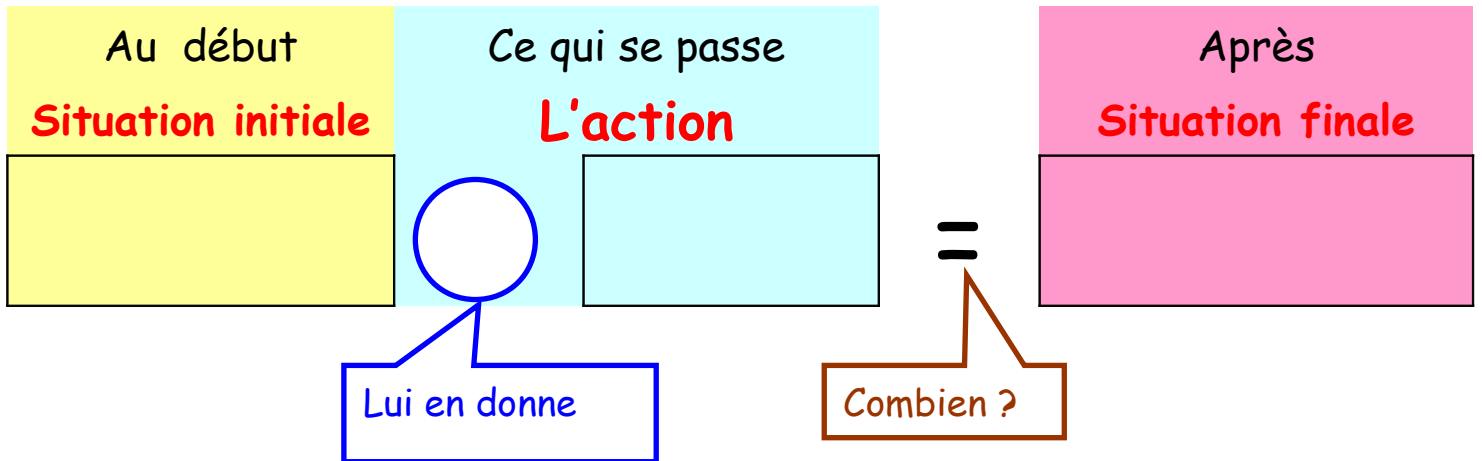 Au début
Ce qui se passe
Après
Situation initiale
L'action
Situation finale
=
Lui en donne
Combien ?